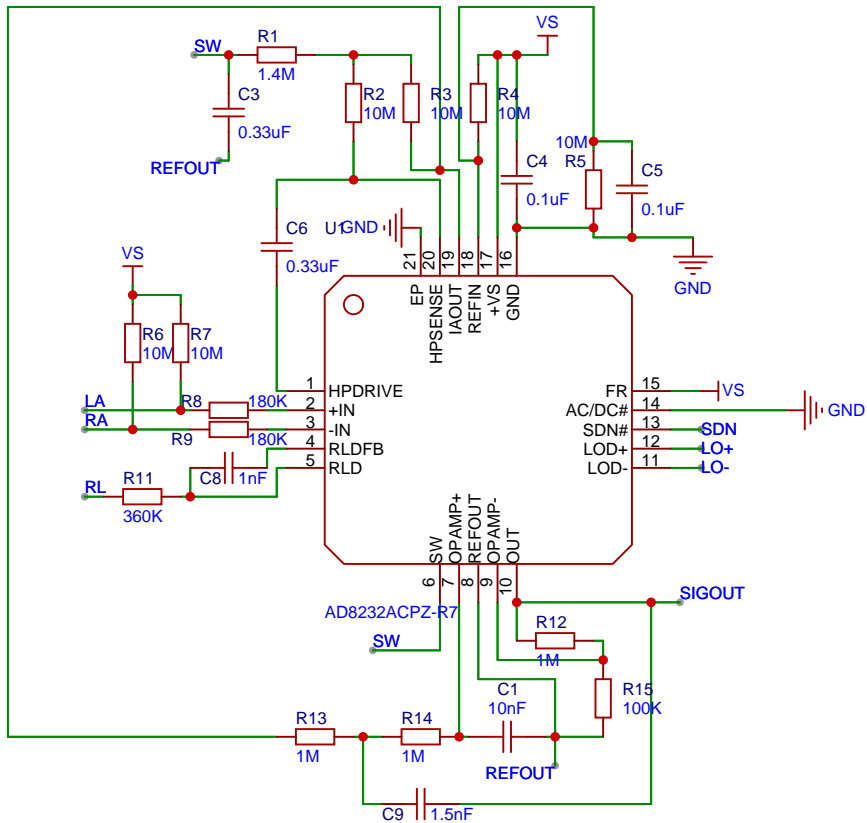 SW
R1
1.4M
C3
0.33uF
REFOUT
R2
10M
R3
10M
R4
10M
VS
C4
0.1uF
10M
R5
C5
0.1uF
GND
C6
0.33uF
U1
GND
21
20
19
18
17
16
EP
HPSENSE
IAOUT
REFIN
+VS
GND
VS
R6
10M
R7
10M
LA
R8
180K
RA
R9
180K
RL
R11
360K
C8
1nF
1
HPDRIVE
2
+IN
3
-IN
4
RLDFB
5
RLD
FR
15
VS
AC/DC#
14
GND
SDN#
13
SDN
LOD+
12
LO+
LOD-
11
LO-
SW
OPAMP+
REFOUT
OPAMP-
OUT
6
7
8
9
10
AD8232ACPZ-R7
SW
SIGOUT
R12
1M
R15
100K
C1
10nF
R13
1M
R14
1M
REFOUT
C9
1.5nF